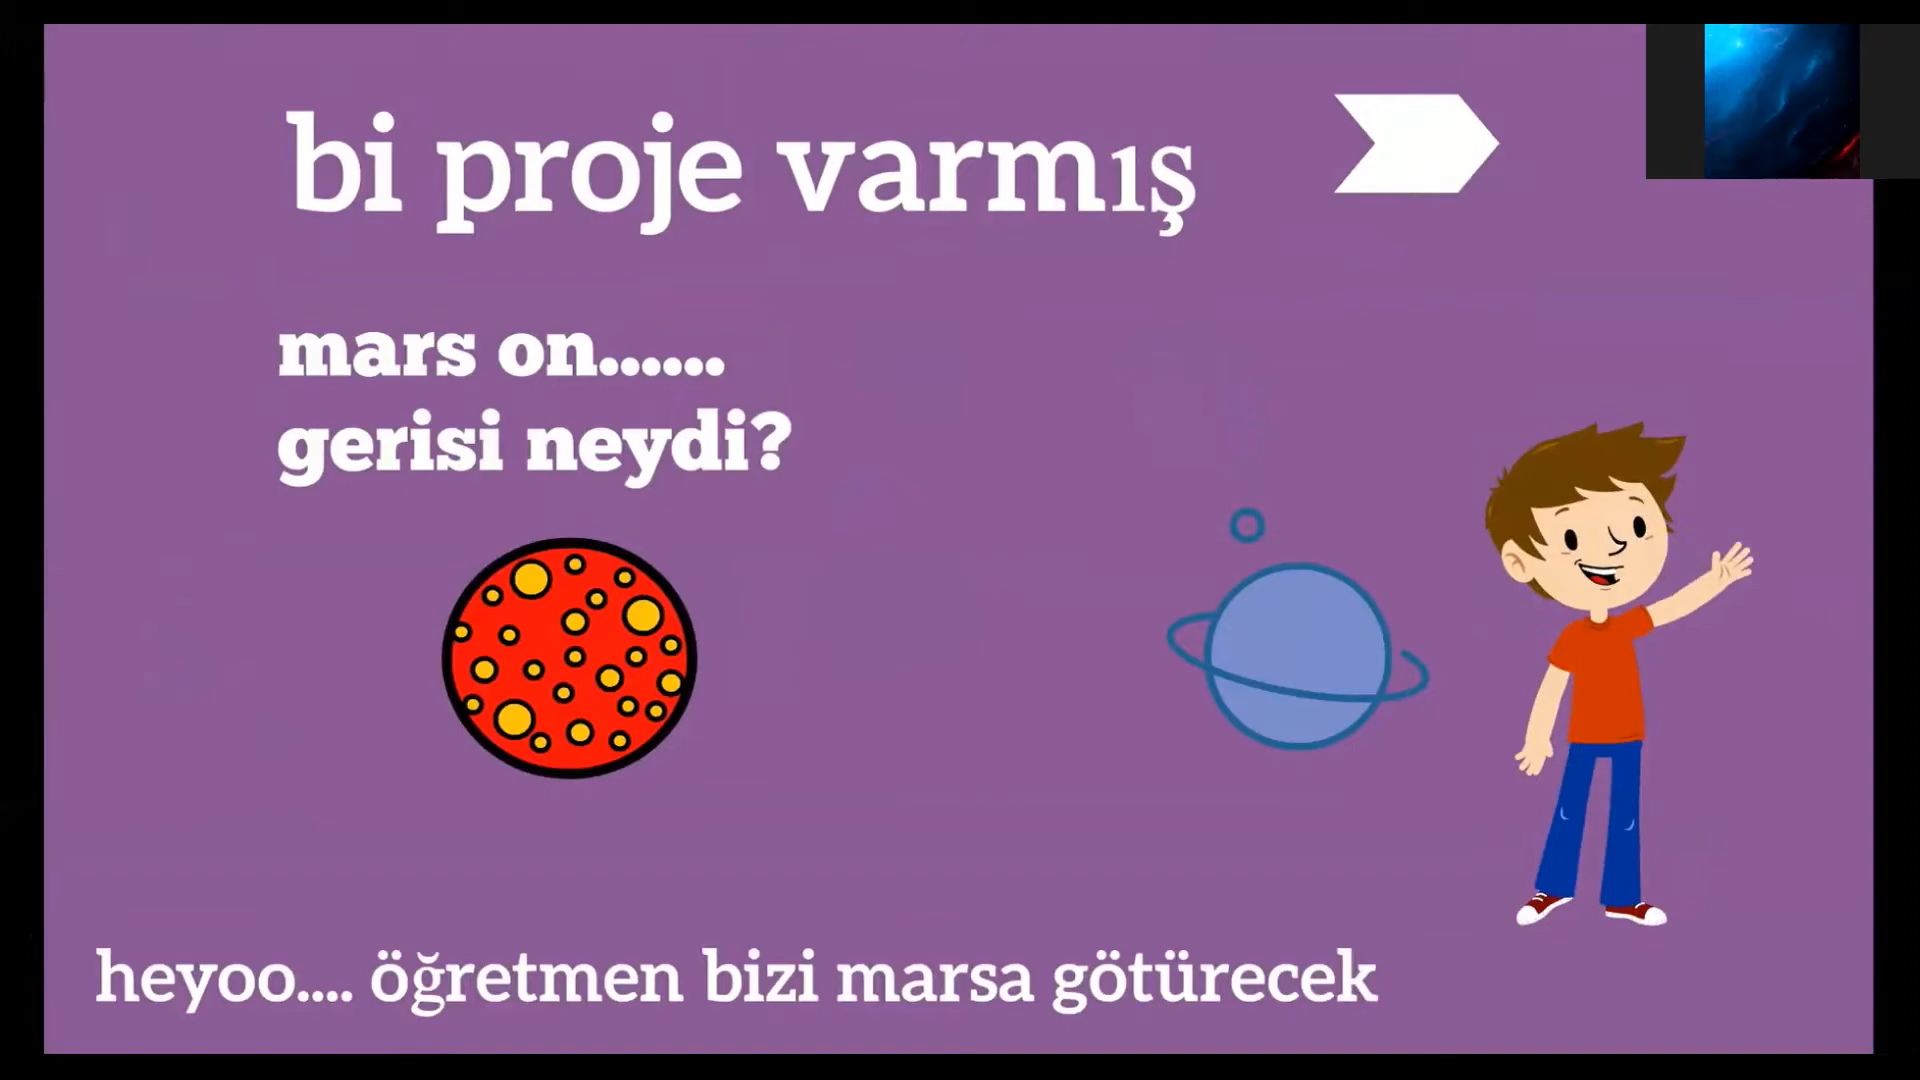 bi proje varmış
mars on......
gerisi neydi?
heyoo.... öğretmen bizi marsa götürecek